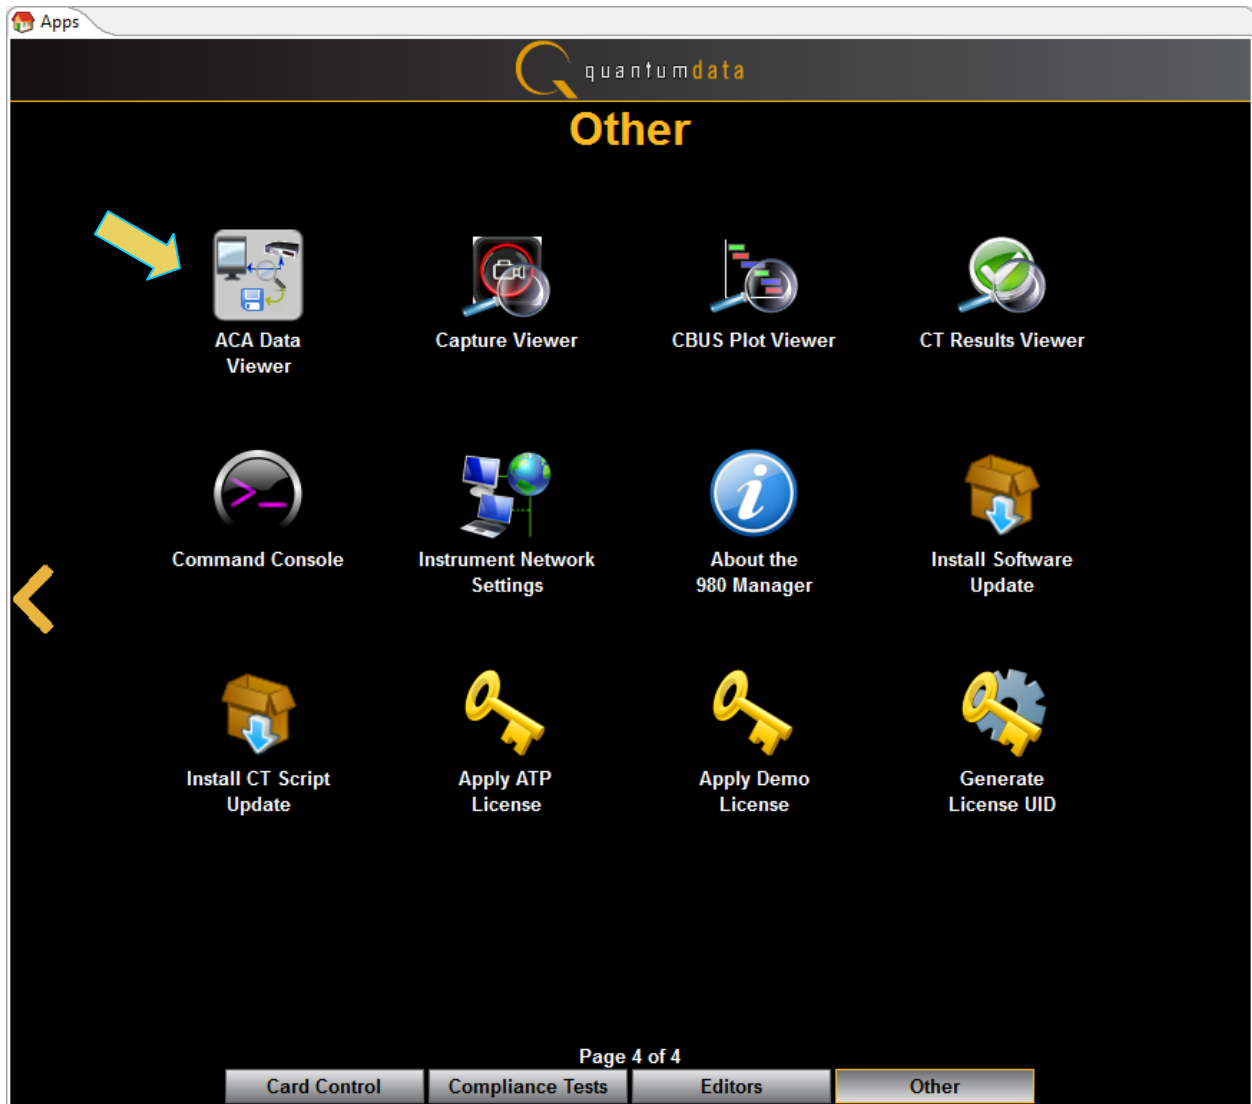 Apps
quantumdata
Other
ACA Data
Viewer
Capture Viewer
CBUS Plot Viewer
CT Results Viewer
>_
Command Console
Instrument Network
Settings
i
About the
980 Manager
Install Software
Update
Install CT Script
Update
Apply ATP
License
Apply Demo
License
Generate
License UID
Page 4 of 4
Card Control
Compliance Tests
Editors
Other